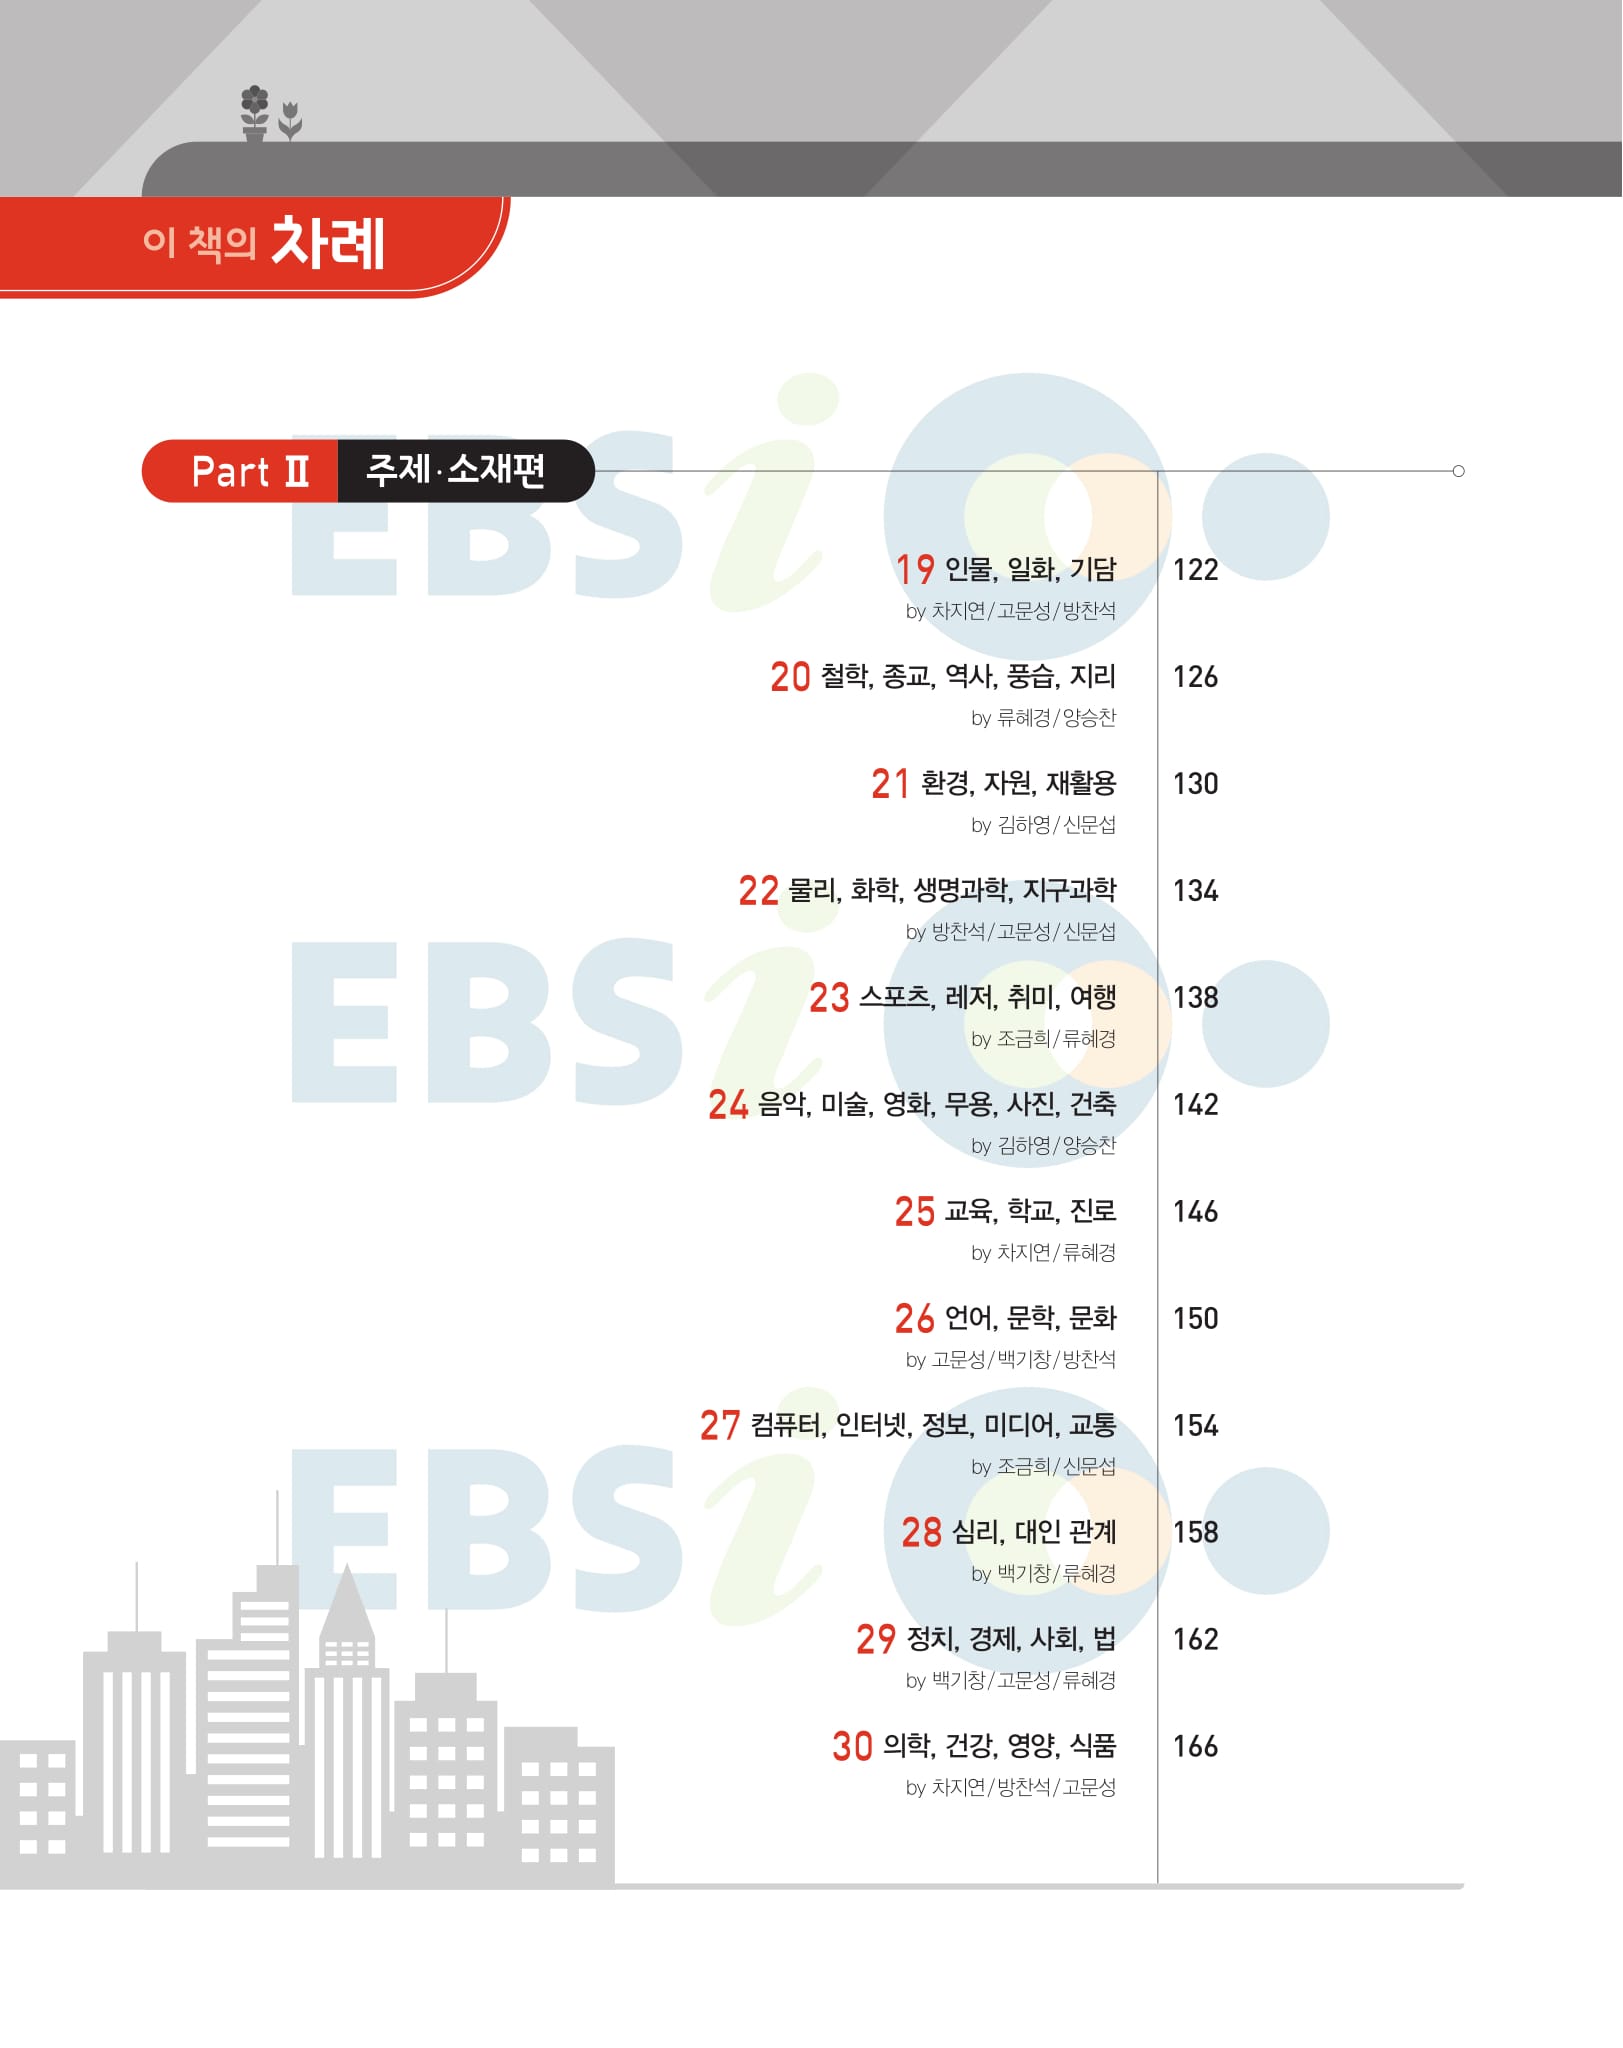 이 책의 차례
Part Ⅱ 주제·소재편
19 인물, 일화, 기담 122
by 차지연/고문성/방찬석
20 철학, 종교, 역사, 풍습, 지리 126
by 류혜경/양승찬
21 환경, 자원, 재활용 130
by 김하영/신문섭
22 물리, 화학, 생명과학, 지구과학 134
by 방찬석/고문성/신문섭
23 스포츠, 레저, 취미, 여행 138
by 조금희/류혜경
24 음악, 미술, 영화, 무용, 사진, 건축 142
by 김하영/양승찬
25 교육, 학교, 진로 146
by 차지연/류혜경
26 언어, 문학, 문화 150
by 고문성/백기창/방찬석
27 컴퓨터, 인터넷, 정보, 미디어, 교통 154
by 조금희/신문섭
28 심리, 대인 관계 158
by 백기창/류혜경
29 정치, 경제, 사회, 법 162
by 백기창/고문성/류혜경
30 의학, 건강, 영양, 식품 166
by 차지연/방찬석/고문성
EBSi
EBSi
EBSi